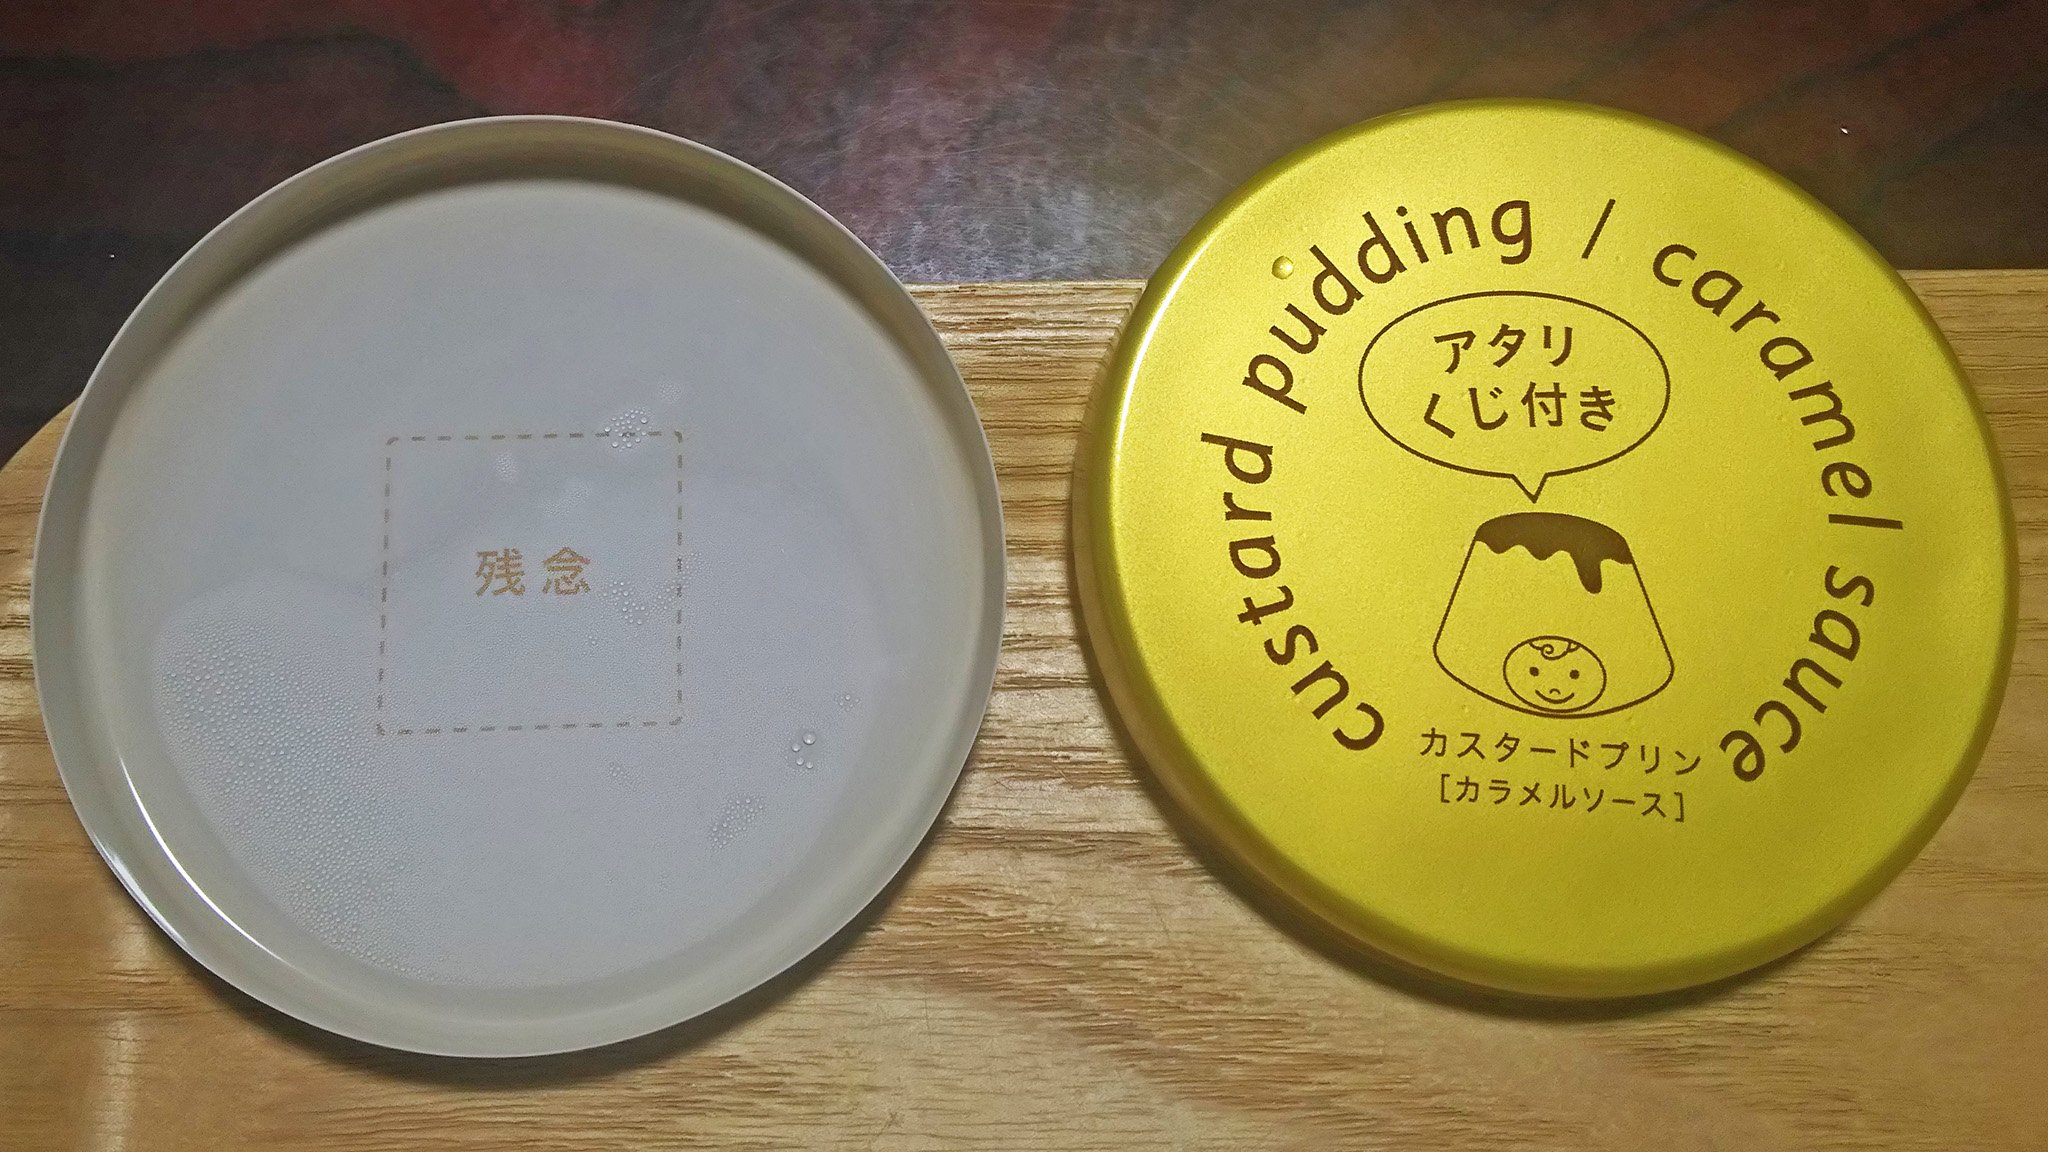 残念
custard pudding / caramel sauce
アタリ
くじ付き
カスタードプリン
[カラメルソース]